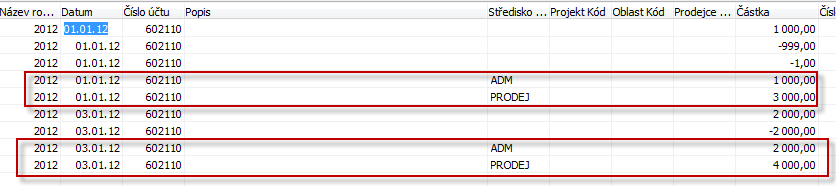 Název ro... Datum Číslo účtu Popis Středisko ... Projekt Kód Oblast Kód Prodejce ... Částka Čís
2012 01.01.12 602110 1 000,00
2012 01.01.12 602110 -999,00
2012 01.01.12 602110 -1,00
2012 01.01.12 602110 ADM 1 000,00
2012 01.01.12 602110 PRODEJ 3 000,00
2012 03.01.12 602110 2 000,00
2012 03.01.12 602110 -2 000,00
2012 03.01.12 602110 ADM 2 000,00
2012 03.01.12 602110 PRODEJ 4 000,00